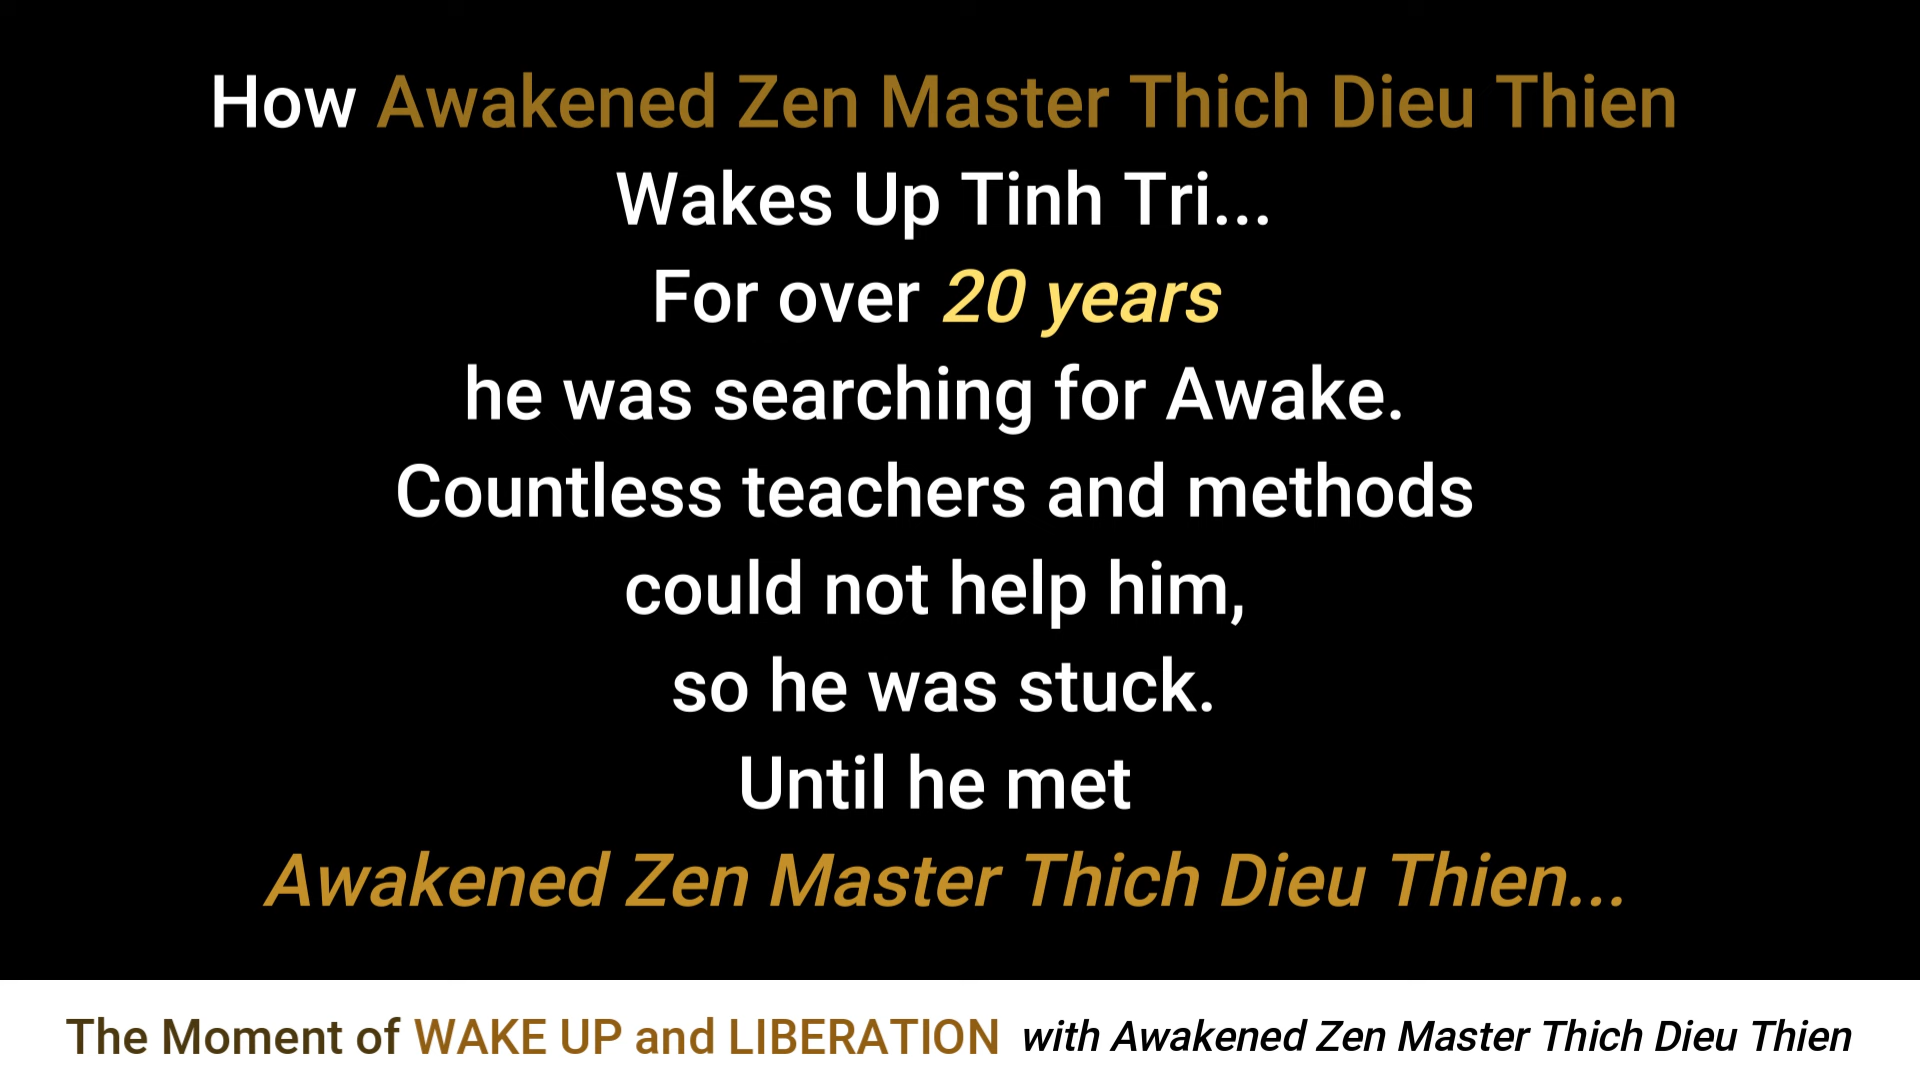 How Awakened Zen Master Thich Dieu Thien
Wakes Up Tinh Tri...
For over 20 years
he was searching for Awake.
Countless teachers and methods
could not help him,
so he was stuck.
Until he met
Awakened Zen Master Thich Dieu Thien...
The Moment of WAKE UP and LIBERATION with Awakened Zen Master Thich Dieu Thien